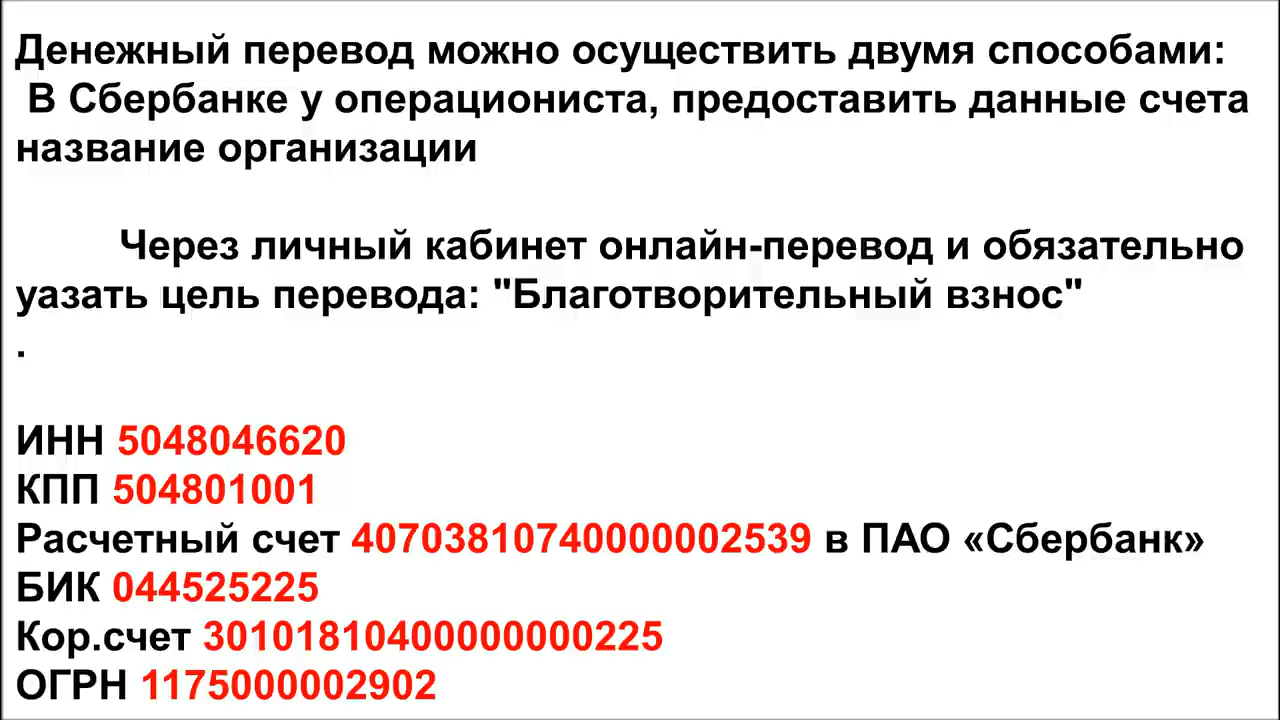 Денежный перевод можно осуществить двумя способами:
В Сбербанке у операциониста, предоставить данные счета
название организации
Через личный кабинет онлайн-перевод и обязательно
уазать цель перевода: "Благотворительный взнос"
.
ИНН 5048046620
КПП 504801001
Расчетный счет 40703810740000002539 в ПАО «Сбербанк»
БИК 044525225
Кор.счет 30101810400000000225
ОГРН 1175000002902